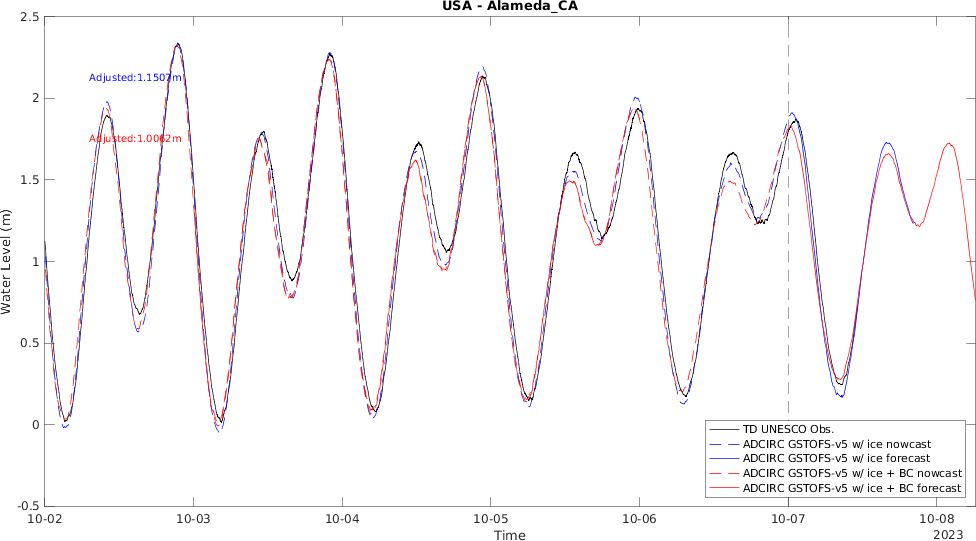 USA - Alameda_CA
2.5
2
1.5
1
0.5
0
-0.5
Water Level (m)
Adjusted:1.1507m
Adjusted:1.0062m
TD UNESCO Obs.
ADCIRC GSTOFS-v5 w/ ice nowcast
ADCIRC GSTOFS-v5 w/ ice forecast
ADCIRC GSTOFS-v5 w/ ice + BC nowcast
ADCIRC GSTOFS-v5 w/ ice + BC forecast
10-02 10-03 10-04 10-05 10-06 10-07 10-08
Time
2023